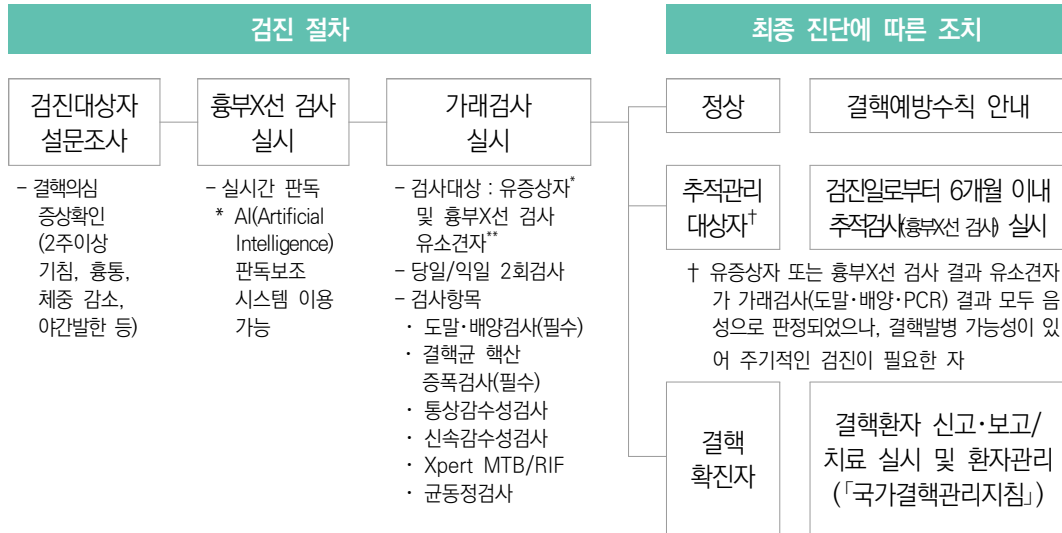 검진 절차
최종 진단에 따른 조치
검진대상자
설문조사
- 결핵의심
증상확인
(2주이상
기침, 흉통,
체중 감소,
야간발한 등)
흉부X선 검사
실시
- 실시간 판독
* AI(Artificial
Intelligence)
판독보조
시스템 이용
가능
가래검사
실시
- 검사대상 : 유증상자*
및 흉부X선 검사
유소견자**
- 당일/익일 2회검사
- 검사항목
· 도말·배양검사(필수)
· 결핵균 핵산
증폭검사(필수)
· 통상감수성검사
· 신속감수성검사
· Xpert MTB/RIF
· 균동정검사
정상
결핵예방수칙 안내
추적관리
대상자†
검진일로부터 6개월 이내
추적검사(흉부X선 검사) 실시
† 유증상자 또는 흉부X선 검사 결과 유소견자
가 가래검사(도말·배양·PCR) 결과 모두 음
성으로 판정되었으나, 결핵발병 가능성이 있
어 주기적인 검진이 필요한 자
결핵
확진자
결핵환자 신고·보고/
치료 실시 및 환자관리
(「국가결핵관리지침」)